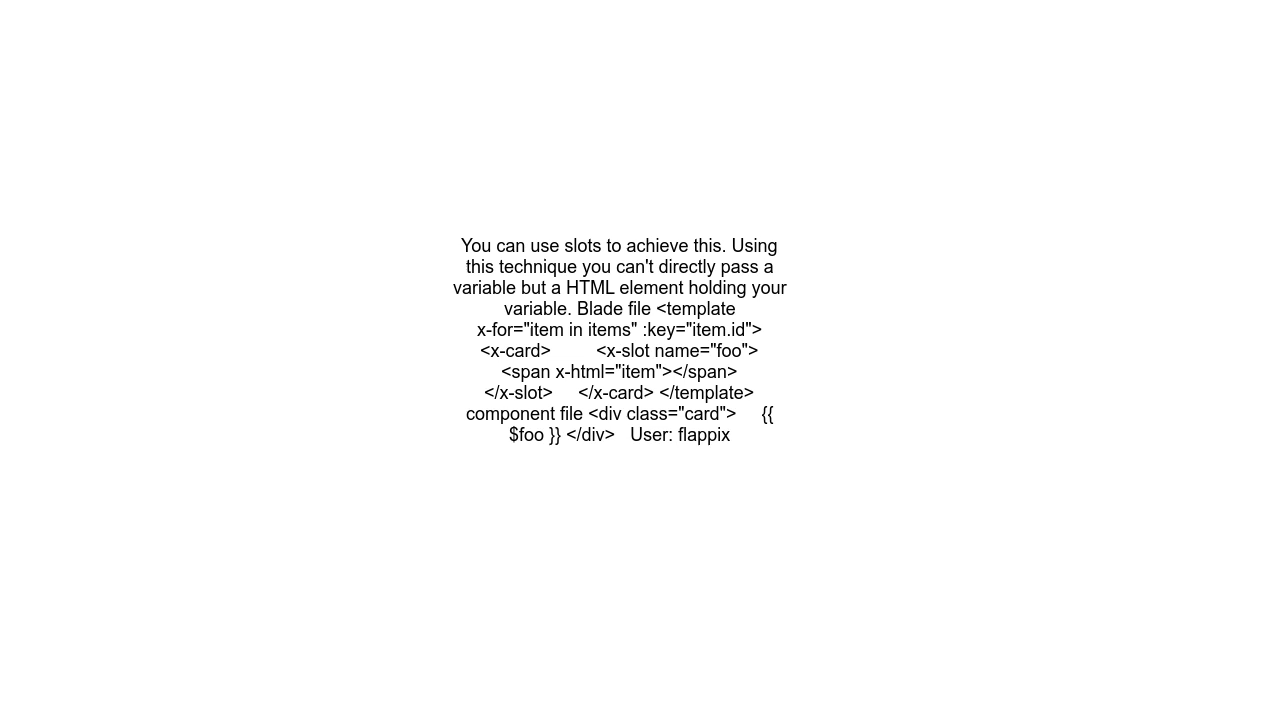 You can use slots to achieve this. Using
this technique you can't directly pass a
variable but a HTML element holding your
variable. Blade file <template
x-for="item in items" :key="item.id">
<x-card>         <x-slot name="foo">
<span x-html="item"></span>
</x-slot>     </x-card> </template>
component file <div class="card">     {{
$foo }} </div>   User: flappix